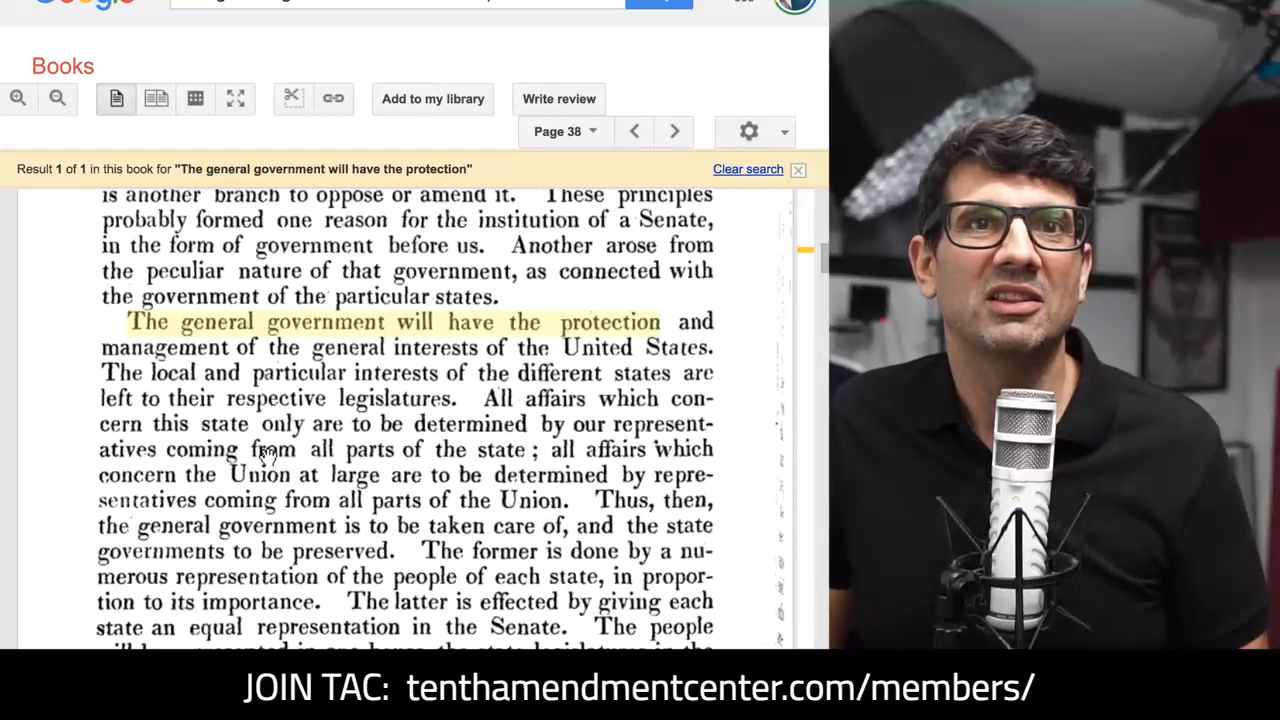 Books
Add to my library
Write review
Page 38
Result 1 of 1 in this book for "The general government will have the protection"
Clear search
is another branch to oppose or amend it. These principles
probably formed one reason for the institution of a Senate,
in the form of government before us. Another arose from
the peculiar nature of that government, as connected with
the government of the particular states.
The general government will have the protection and
management of the general interests of the United States.
The local and particular interests of the different states are
left to their respective legislatures. All affairs which con-
cern this state only are to be determined by our represent-
atives coming from all parts of the state; all affairs which
concern the Union at large are to be determined by repre-
sentatives coming from all parts of the Union. Thus, then,
the general government is to be taken care of, and the state
governments to be preserved. The former is done by a nu-
merous representation of the people of each state, in propor-
tion to its importance. The latter is effected by giving each
state an equal representation in the Senate. The people
JOIN TAC: tenthamendmentcenter.com/members/